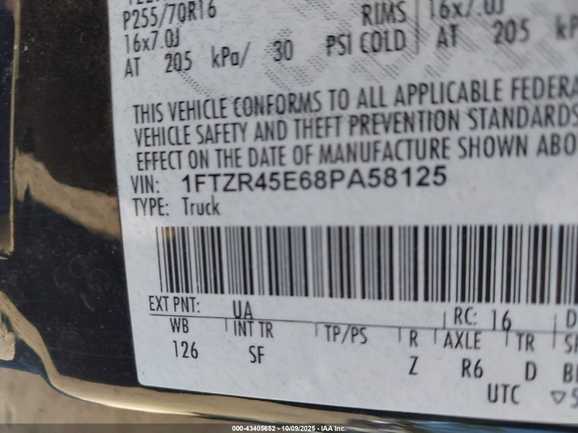 P255/70R16 RIMS 16x7.0J
16x7.0J
AT 205 kPa/ 30 PSI COLD AT 205
THIS VEHICLE CONFORMS TO ALL APPLICABLE FEDERA
VEHICLE SAFETY AND THEFT PREVENTION STANDARDS
EFFECT ON THE DATE OF MANUFACTURE SHOWN ABO
VIN: 1FTZR45E68PA58125
TYPE: Truck
EXT PNT: UA RC: 16 D
WB INT TR TP/PS R AXLE TR
126 SF Z R6 D
UTC
000-43405652 - 10/09/2025 - IAAI.COM